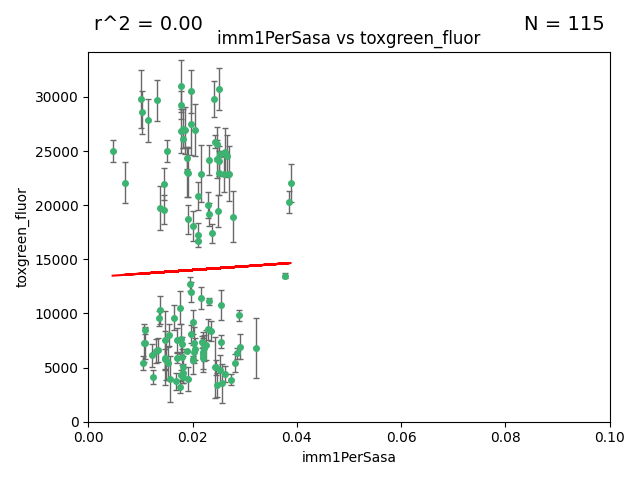 r^2 = 0.00
N = 115
imm1PerSasa vs toxgreen_fluor
toxgreen_fluor
30000
25000
20000
15000
10000
5000
0
0.00
0.02
0.04
0.06
0.08
0.10
imm1PerSasa